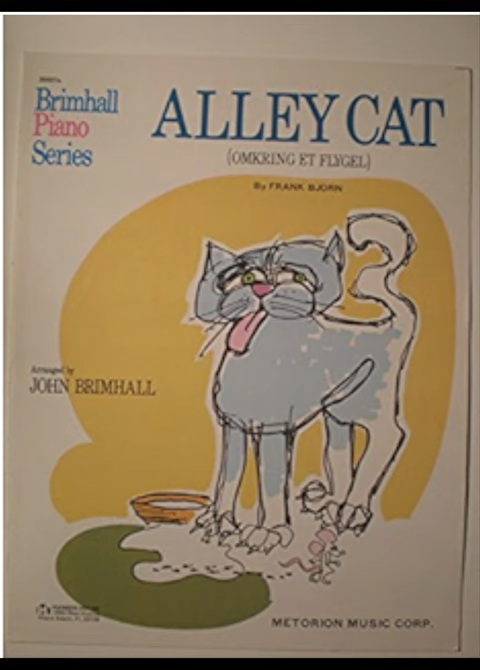 Brimhall
Piano
Series
ALLEY CAT
(OMKRING ET FLYGEL)
By FRANK BJORN
Arranged by
JOHN BRIMHALL
METORION MUSIC CORP.